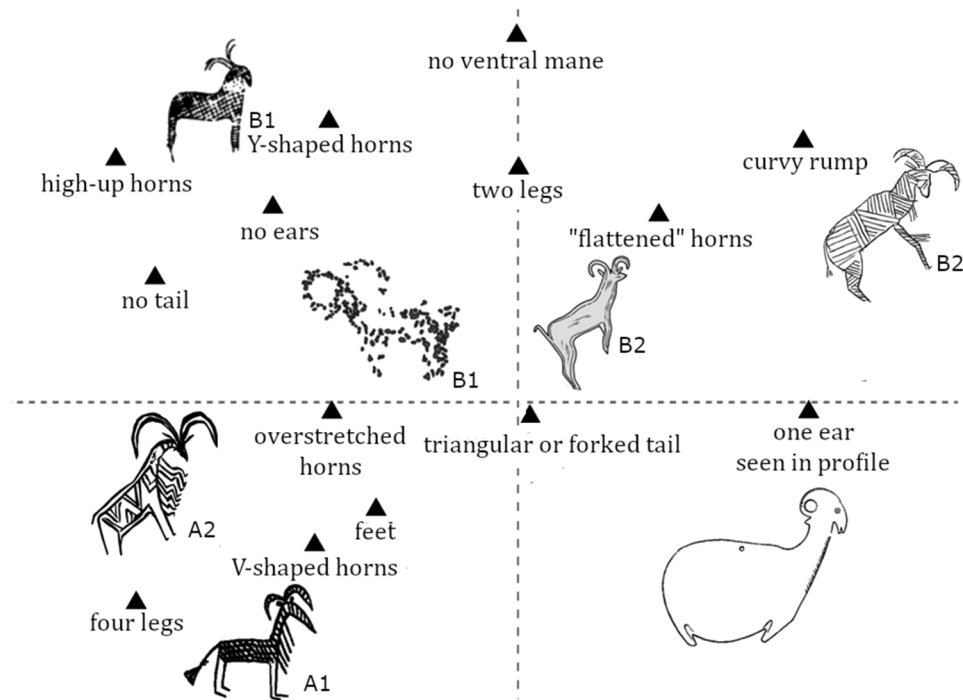 no ventral mane
B1
Y-shaped horns
curvy rump
high-up horns
two legs
no ears
"flattened" horns
B2
no tail
B2
B1
overstretched
horns
triangular or forked tail
one ear
seen in profile
A2
feet
V-shaped horns
four legs
A1